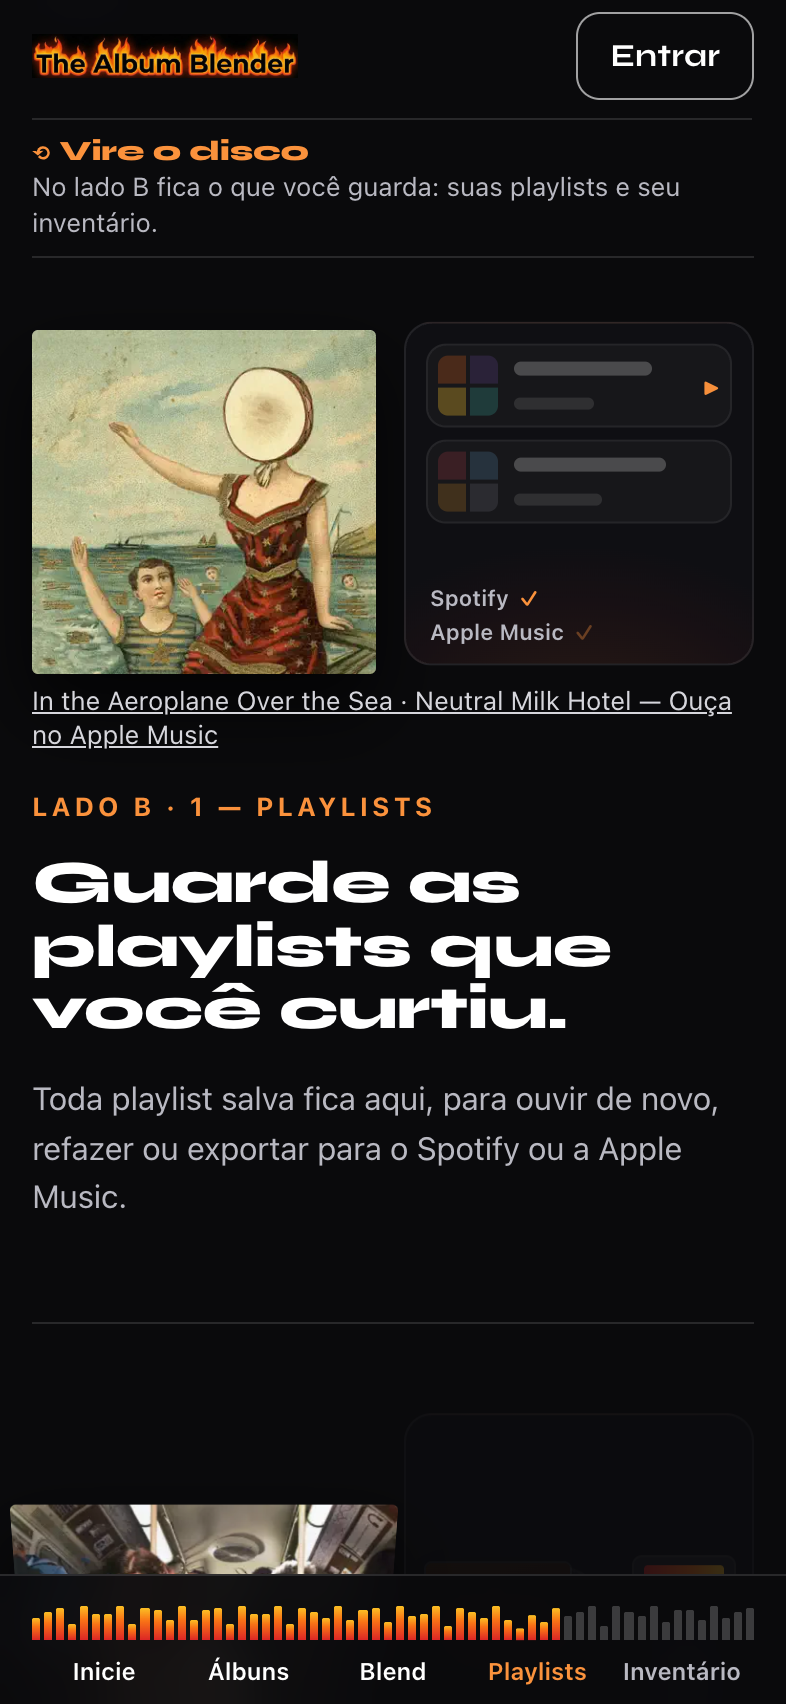 The Album Blender
Entrar
Vire o disco
No lado B fica o que você guarda: suas playlists e seu
inventário.
Spotify ✓
Apple Music ✓
In the Aeroplane Over the Sea · Neutral Milk Hotel — Ouça
no Apple Music
LADO B · 1 — PLAYLISTS
Guarde as
playlists que
você curtiu.
Toda playlist salva fica aqui, para ouvir de novo,
refazer ou exportar para o Spotify ou a Apple
Music.
Inicie
Álbuns
Blend
Playlists
Inventário